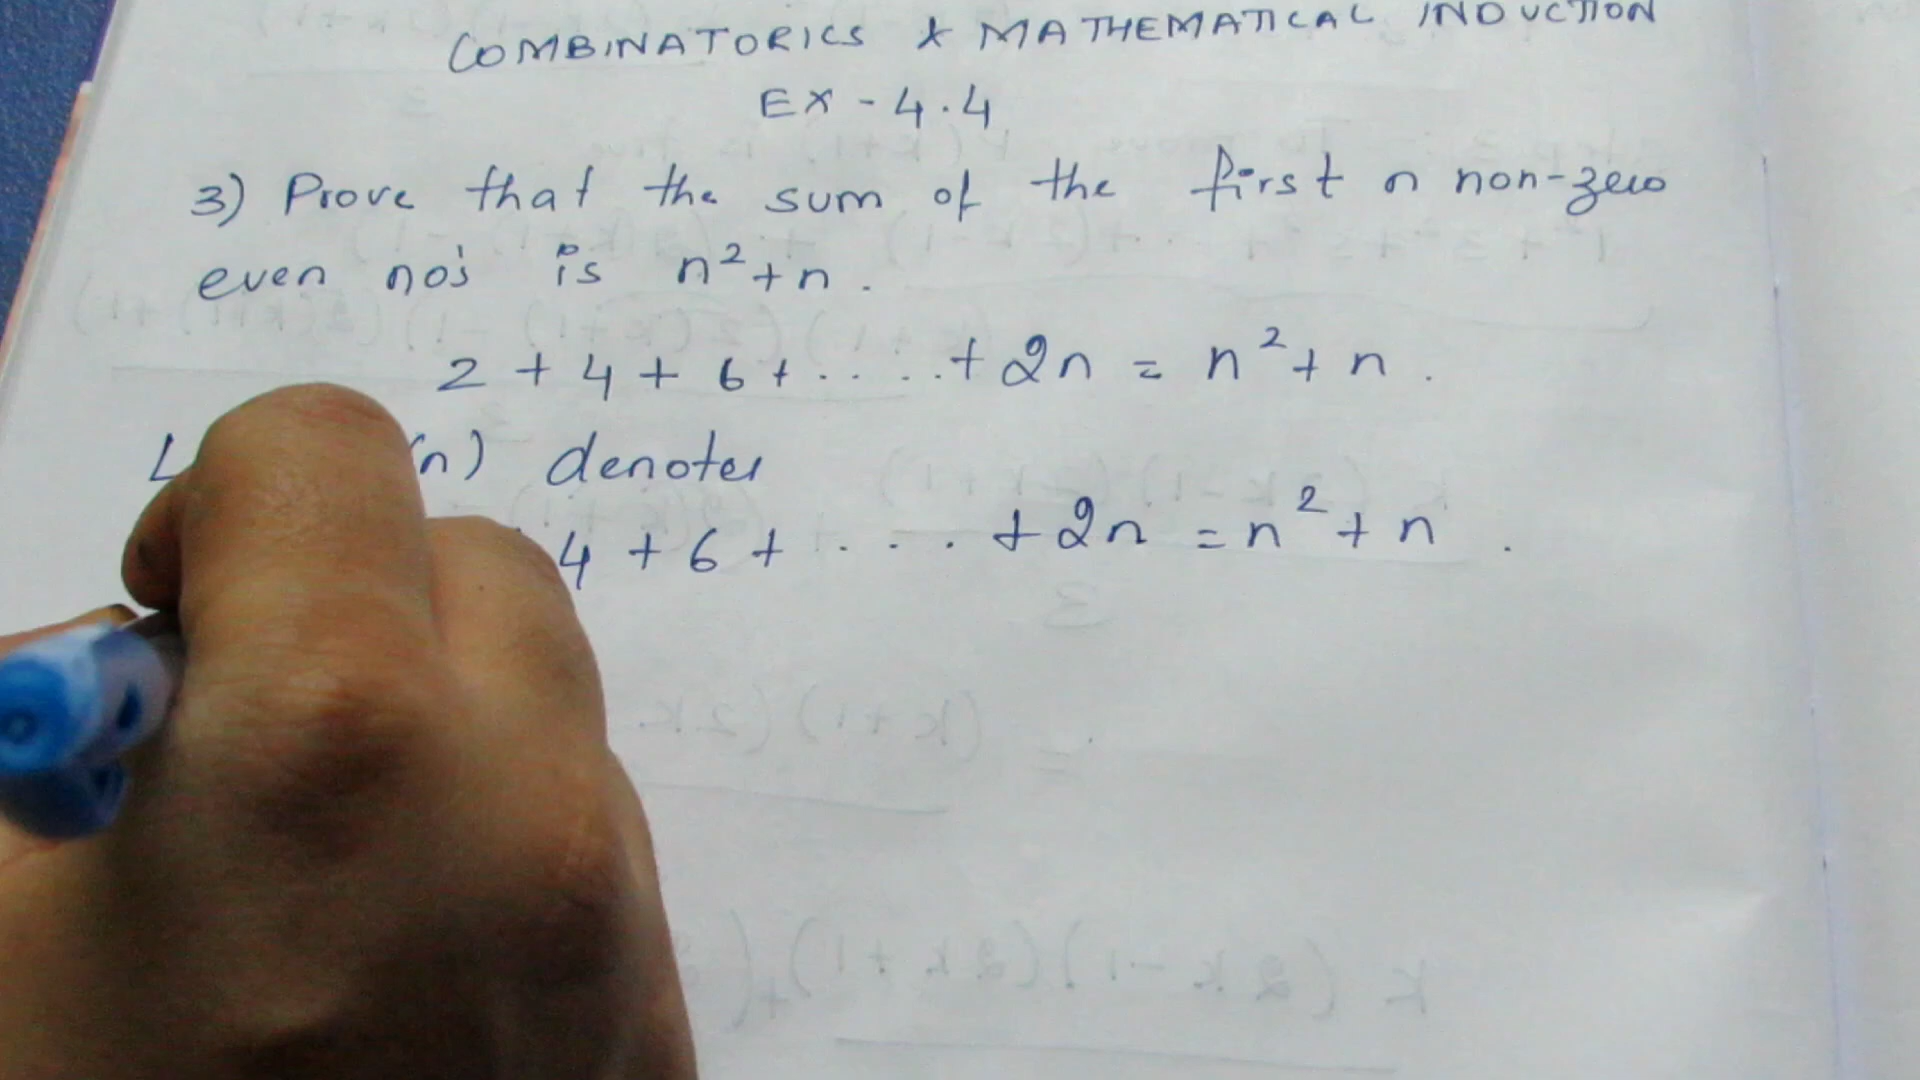 COMBINATORICS & MATHEMATICAL INDUCTION
EX - 4.4
3) Prove that the sum of the first n non-zero
even no's is n² + n.
2 + 4 + 6 + ..... + 2n = n² + n.
(n) denotes
4 + 6 + .... + 2n = n² + n.